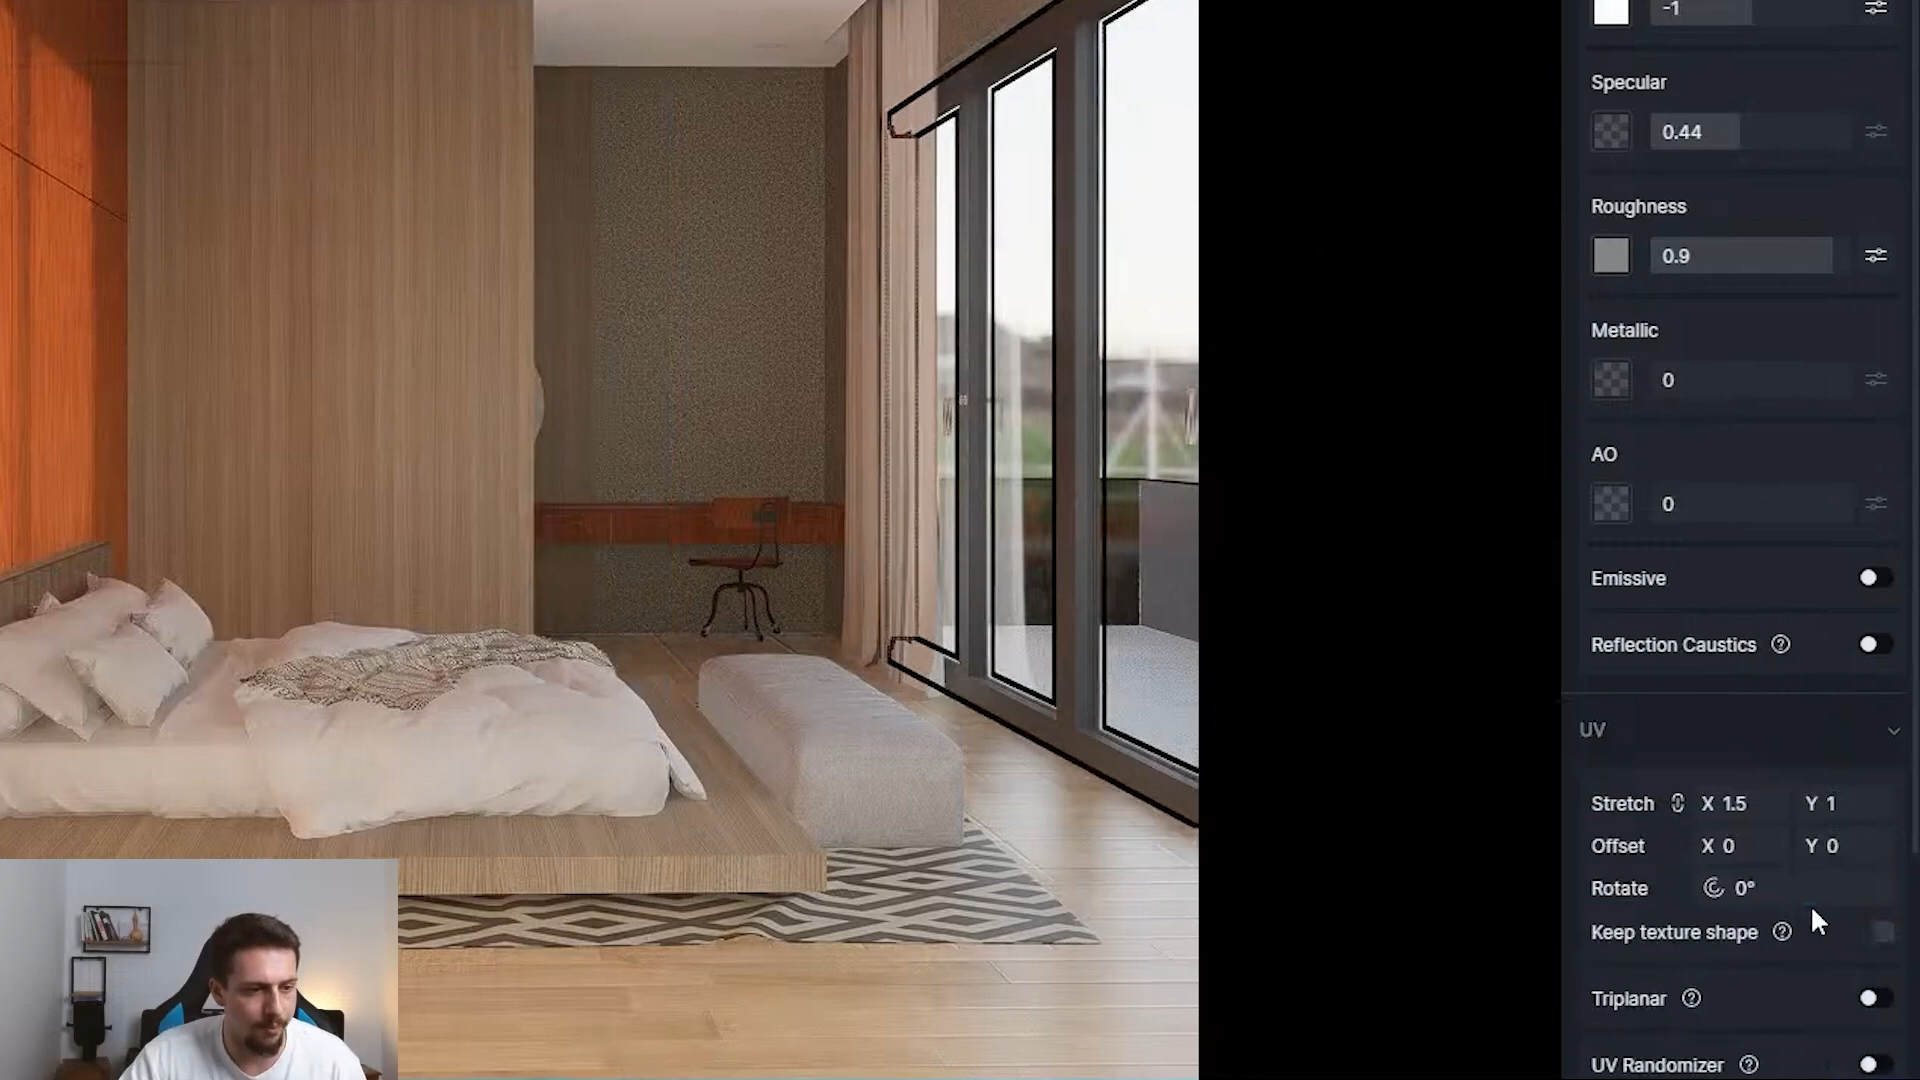 -1
Specular
0.44
Roughness
0.9
Metallic
0
AO
0
Emissive
Reflection Caustics ?
UV
Stretch X 1.5 Y 1
Offset X 0 Y 0
Rotate 0°
Keep texture shape ?
Triplanar ?
UV Randomizer ?